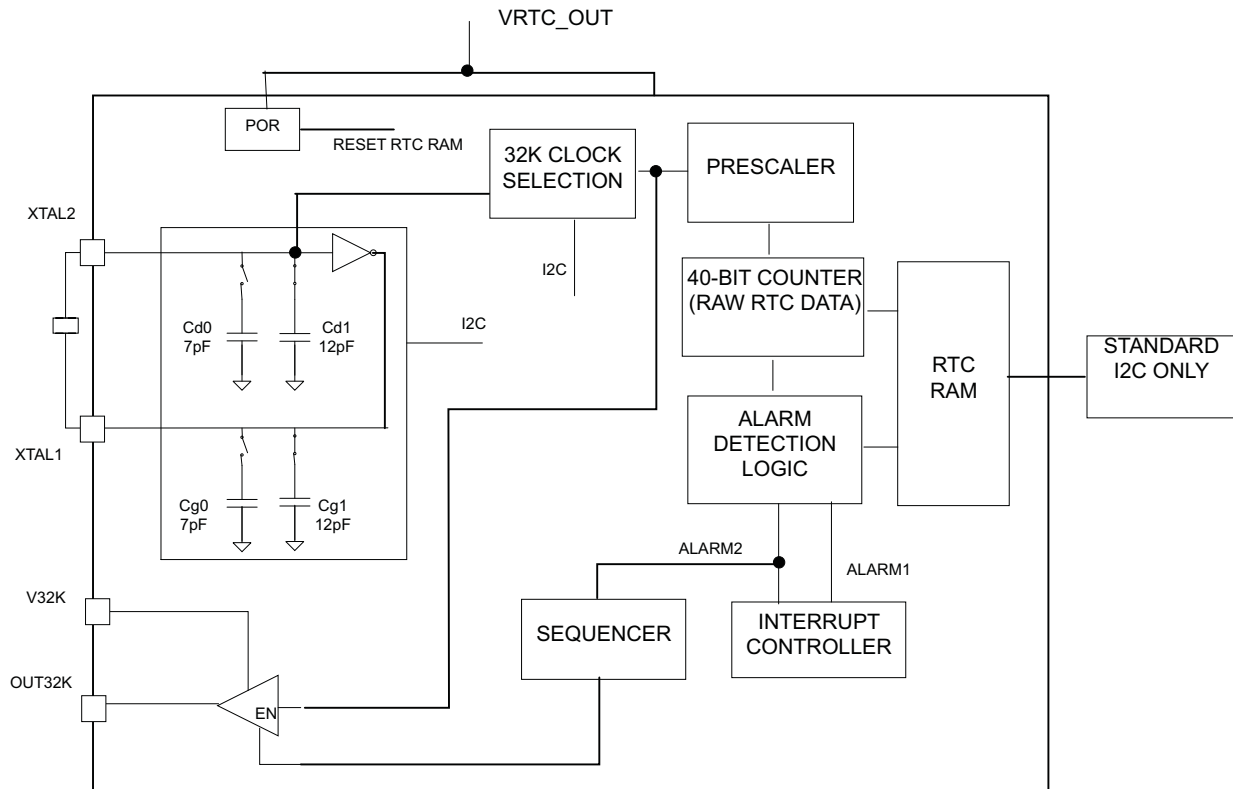 VRTC_OUT
POR
RESET RTC RAM
32K CLOCK
SELECTION
PRESCALER
XTAL2
I2C
40-BIT COUNTER
(RAW RTC DATA)
Cd0
7pF
Cd1
12pF
I2C
RTC
RAM
STANDARD
I2C ONLY
XTAL1
ALARM
DETECTION
LOGIC
Cg0
7pF
Cg1
12pF
ALARM2
ALARM1
V32K
SEQUENCER
INTERRUPT
CONTROLLER
OUT32K
EN